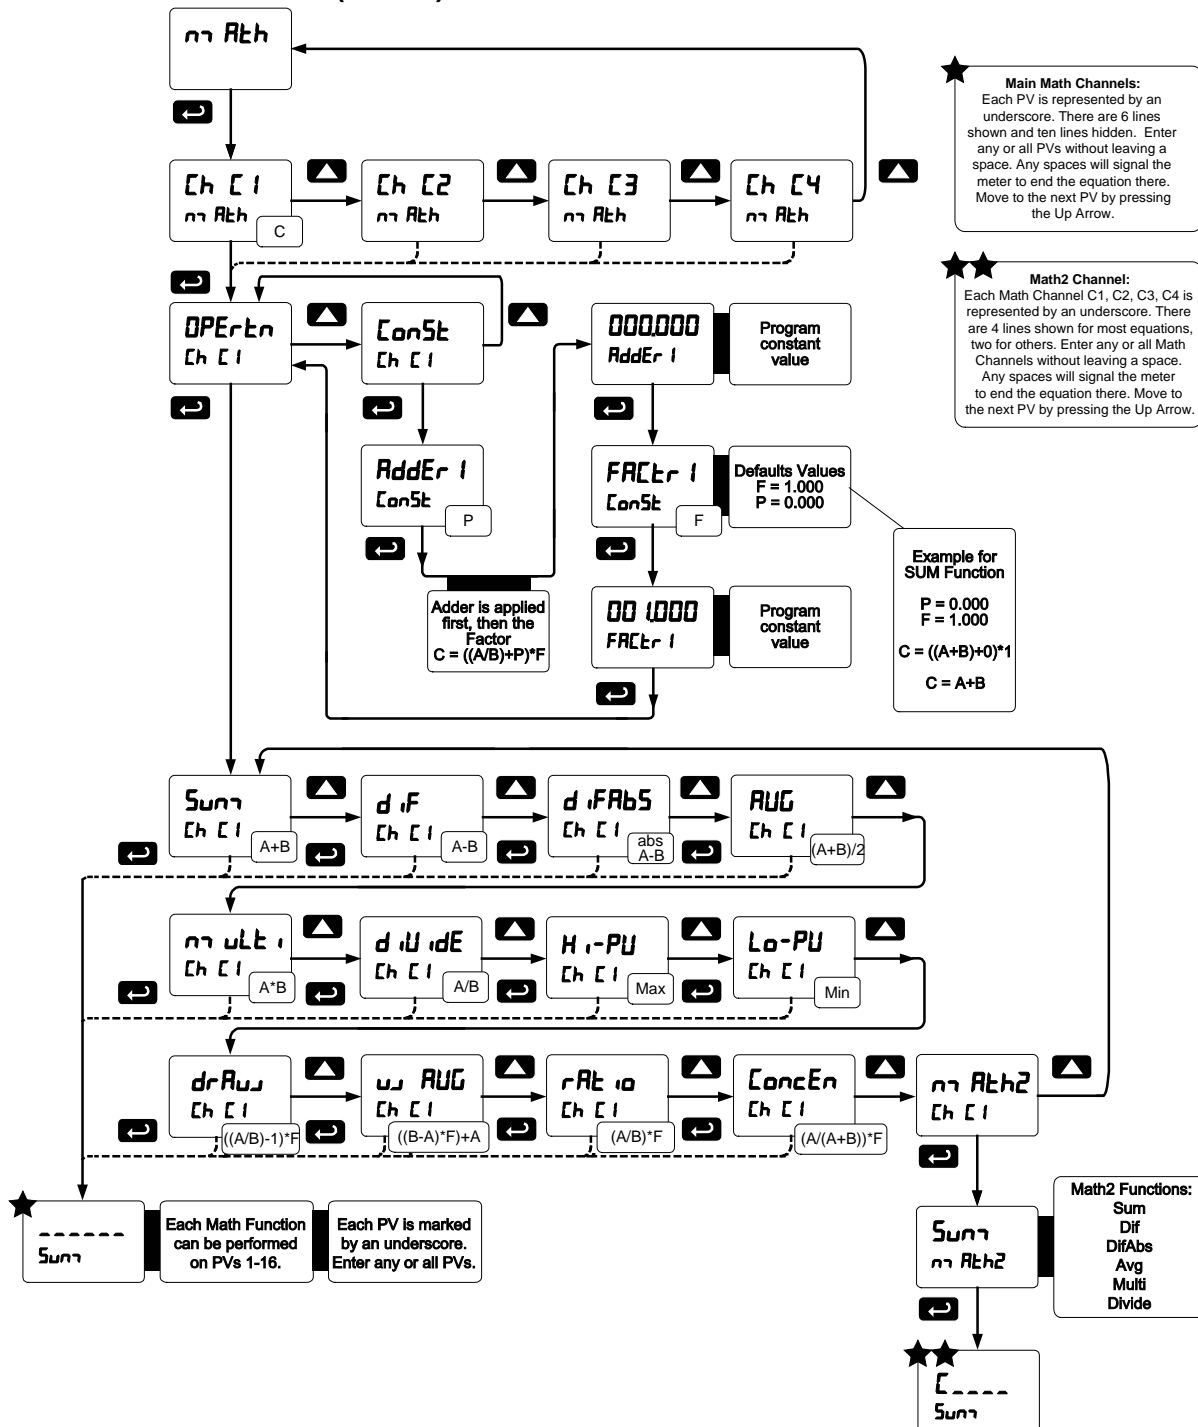 m Ath
Main Math Channels:
Each PV is represented by an
underscore. There are 6 lines
shown and ten lines hidden. Enter
any or all PVs without leaving a
space. Any spaces will signal the
meter to end the equation there.
Move to the next PV by pressing
the Up Arrow.
Ch C1
m Ath
C
Ch C2
m Ath
Ch C3
m Ath
Ch C4
m Ath
Math2 Channel:
Each Math Channel C1, C2, C3, C4 is
represented by an underscore. There
are 4 lines shown for most equations,
two for others. Enter any or all Math
Channels without leaving a space.
Any spaces will signal the meter
to end the equation there. Move to
the next PV by pressing the Up Arrow.
OPErtn
Ch C1
ConSt
Ch C1
000.000
AddEr 1
Program
constant
value
AddEr 1
ConSt
P
FACtr 1
ConSt
F
Defaults Values
F = 1.000
P = 0.000
Example for
SUM Function
P = 0.000
F = 1.000
C = ((A+B)+0)*1
C = A+B
Adder is applied
first, then the
Factor
C = ((A/B)+P)*F
001.000
FACtr 1
Program
constant
value
Sum
Ch C1
A+B
diF
Ch C1
A-B
diFAbS
Ch C1
abs
A-B
AVG
Ch C1
(A+B)/2
m uLti
Ch C1
A*B
diVidE
Ch C1
A/B
Hi-PV
Ch C1
Max
Lo-PV
Ch C1
Min
drAw
Ch C1
((A/B)-1)*F
w AVG
Ch C1
((B-A)*F)+A
rAtio
Ch C1
(A/B)*F
ConcEn
Ch C1
(A/(A+B))*F
m Ath2
Ch C1
_ _ _ _ _ _
Sum
Each Math Function
can be performed
on PVs 1-16.
Each PV is marked
by an underscore.
Enter any or all PVs.
Sum
m Ath2
Math2 Functions:
Sum
Dif
DifAbs
Avg
Multi
Divide
C_ _ _ _
Sum